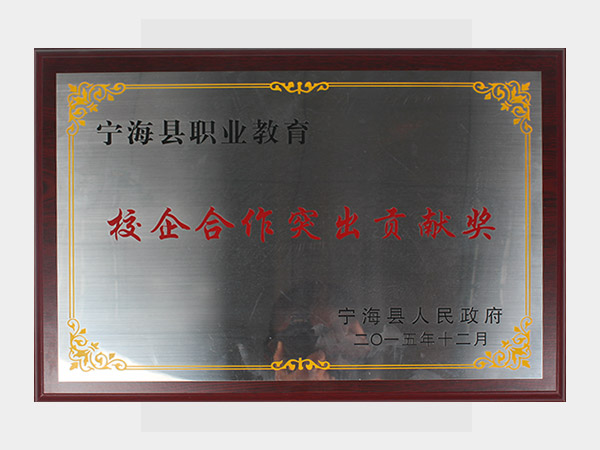 宁海县职业教育
校企合作突出贡献奖
宁海县人民政府
二〇一五年十二月